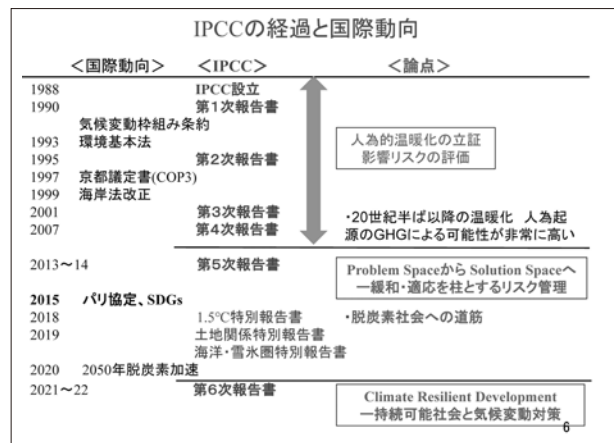 IPCCの経過と国際動向
＜国際動向＞ ＜IPCC＞ ＜論点＞
1988 IPCC設立
1990 第1次報告書
気候変動枠組み条約
1993 環境基本法
1995 第2次報告書
1997 京都議定書(COP3)
1999 海岸法改正
2001 第3次報告書
2007 第4次報告書
人為的温暖化の立証
影響リスクの評価
・20世紀半ば以降の温暖化 人為起
源のGHGによる可能性が非常に高い
2013～14 第5次報告書
Problem Spaceから Solution Spaceへ
―緩和・適応を柱とするリスク管理
2015 パリ協定、SDGs
2018 1.5℃特別報告書 ・脱炭素社会への道筋
2019 土地関係特別報告書
海洋・雪氷圏特別報告書
2020 2050年脱炭素加速
2021～22 第6次報告書
Climate Resilient Development
―持続可能社会と気候変動対策
6